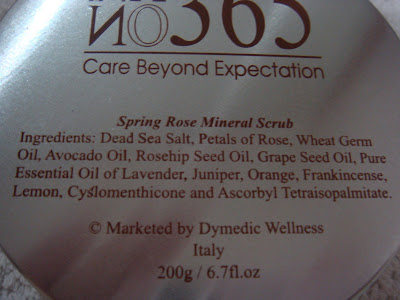 NO365
Care Beyond Expectation
Spring Rose Mineral Scrub
Ingredients: Dead Sea Salt, Petals of Rose, Wheat Germ
Oil, Avocado Oil, Rosehip Seed Oil, Grape Seed Oil, Pure
Essential Oil of Lavender, Juniper, Orange, Frankincense,
Lemon, Cyslomenthicone and Ascorbyl Tetraisopalmitate.
© Marketed by Dymedic Wellness
Italy
200g / 6.7fl.oz